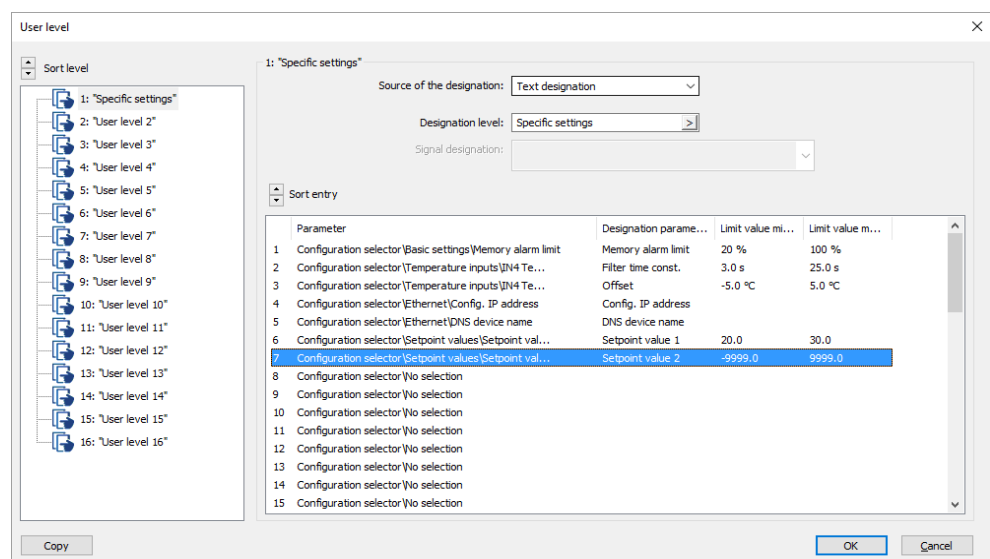 User level
Sort level
1: "Specific settings"
2: "User level 2"
3: "User level 3"
4: "User level 4"
5: "User level 5"
6: "User level 6"
7: "User level 7"
8: "User level 8"
9: "User level 9"
10: "User level 10"
11: "User level 11"
12: "User level 12"
13: "User level 13"
14: "User level 14"
15: "User level 15"
16: "User level 16"
1: "Specific settings"
Source of the designation: Text designation
Designation level: Specific settings >
Signal designation:
Sort entry
Parameter Designation parame... Limit value mi... Limit value m...
1 Configuration selector\Basic settings\Memory alarm limit Memory alarm limit 20 % 100 %
2 Configuration selector\Temperature inputs\IN4 Te... Filter time const. 3.0 s 25.0 s
3 Configuration selector\Temperature inputs\IN4 Te... Offset -5.0 °C 5.0 °C
4 Configuration selector\Ethernet\Config. IP address Config. IP address
5 Configuration selector\Ethernet\DNS device name DNS device name
6 Configuration selector\Setpoint values\Setpoint val... Setpoint value 1 20.0 30.0
7 Configuration selector\Setpoint values\Setpoint val... Setpoint value 2 -9999.0 9999.0
8 Configuration selector\No selection
9 Configuration selector\No selection
10 Configuration selector\No selection
11 Configuration selector\No selection
12 Configuration selector\No selection
13 Configuration selector\No selection
14 Configuration selector\No selection
15 Configuration selector\No selection
Copy OK Cancel